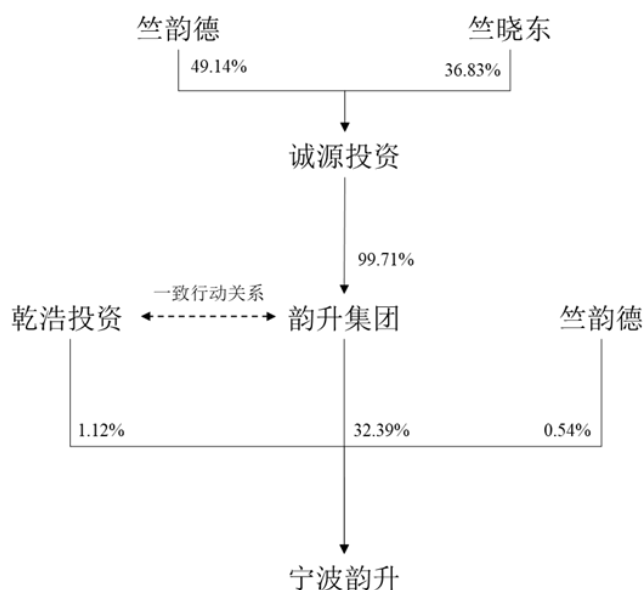 竺韵德
竺晓东
49.14%
36.83%
诚源投资
99.71%
一致行动关系
乾浩投资
韵升集团
竺韵德
1.12%
32.39%
0.54%
宁波韵升